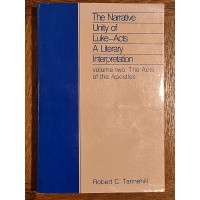 The Narrative
Unity of
Luke-Acts
A Literary
Interpretation
volume two: The Acts
of the Apostles
Robert C. Tannehill